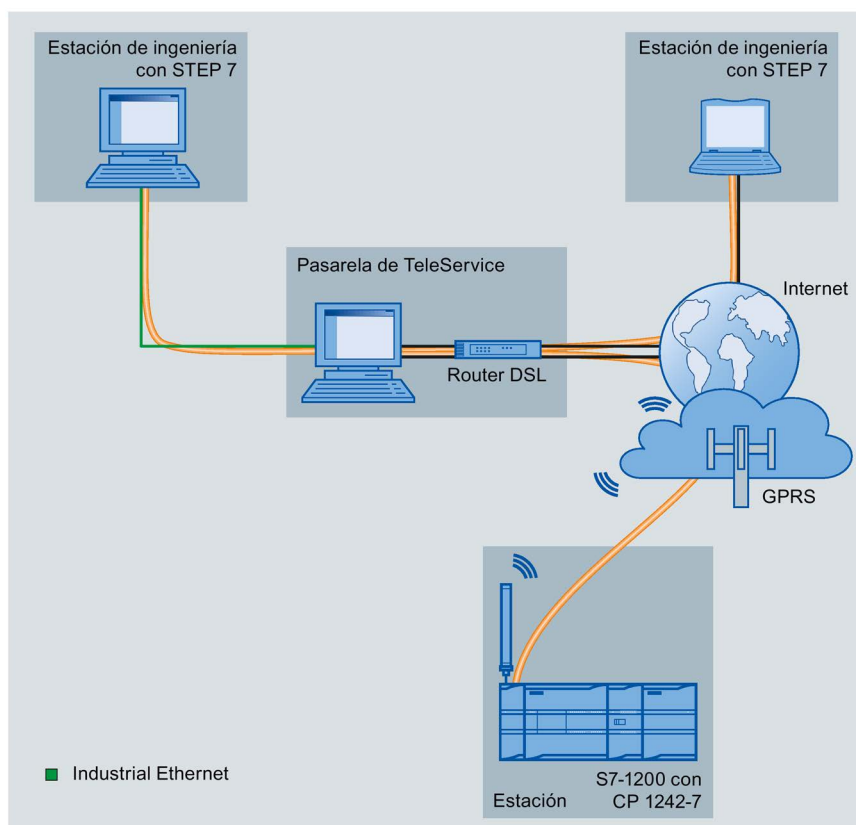 Estación de ingeniería
con STEP 7
Estación de ingeniería
con STEP 7
Pasarela de TeleService
Internet
Router DSL
GPRS
Industrial Ethernet
S7-1200 con
CP 1242-7
Estación